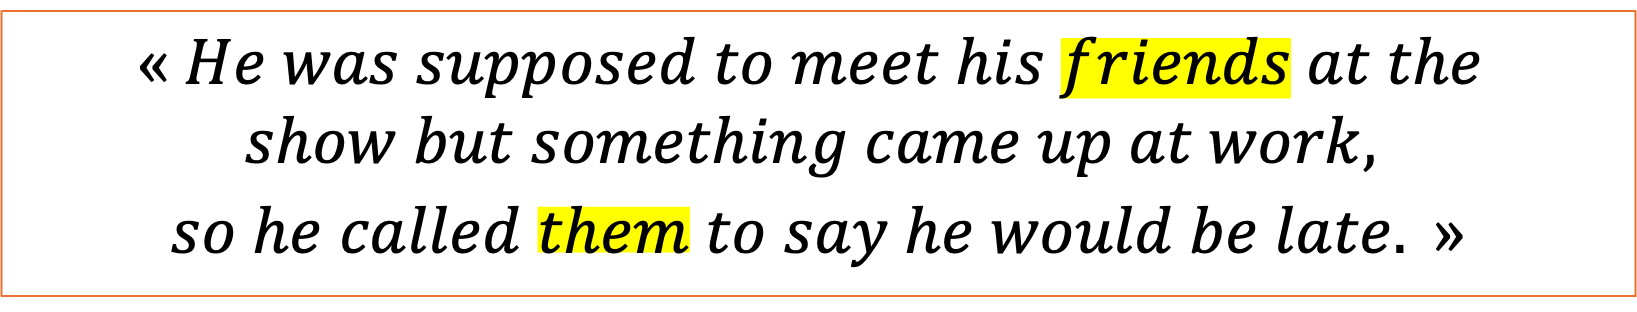 « He was supposed to meet his friends at the
show but something came up at work,
so he called them to say he would be late. »